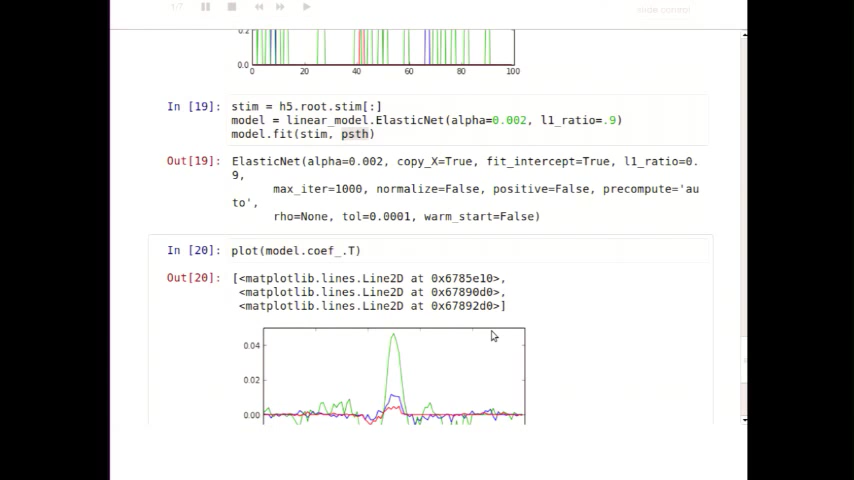 1/7
slide control
0.2
0.0
0 20 40 60 80 100
In [19]: stim = h5.root.stim[:]
model = linear_model.ElasticNet(alpha=0.002, l1_ratio=.9)
model.fit(stim, psth)
Out[19]: ElasticNet(alpha=0.002, copy_X=True, fit_intercept=True, l1_ratio=0.
9,
max_iter=1000, normalize=False, positive=False, precompute='au
to',
rho=None, tol=0.0001, warm_start=False)
In [20]: plot(model.coef_.T)
Out[20]: [<matplotlib.lines.Line2D at 0x6785e10>,
<matplotlib.lines.Line2D at 0x67890d0>,
<matplotlib.lines.Line2D at 0x67892d0>]
0.04
0.02
0.00